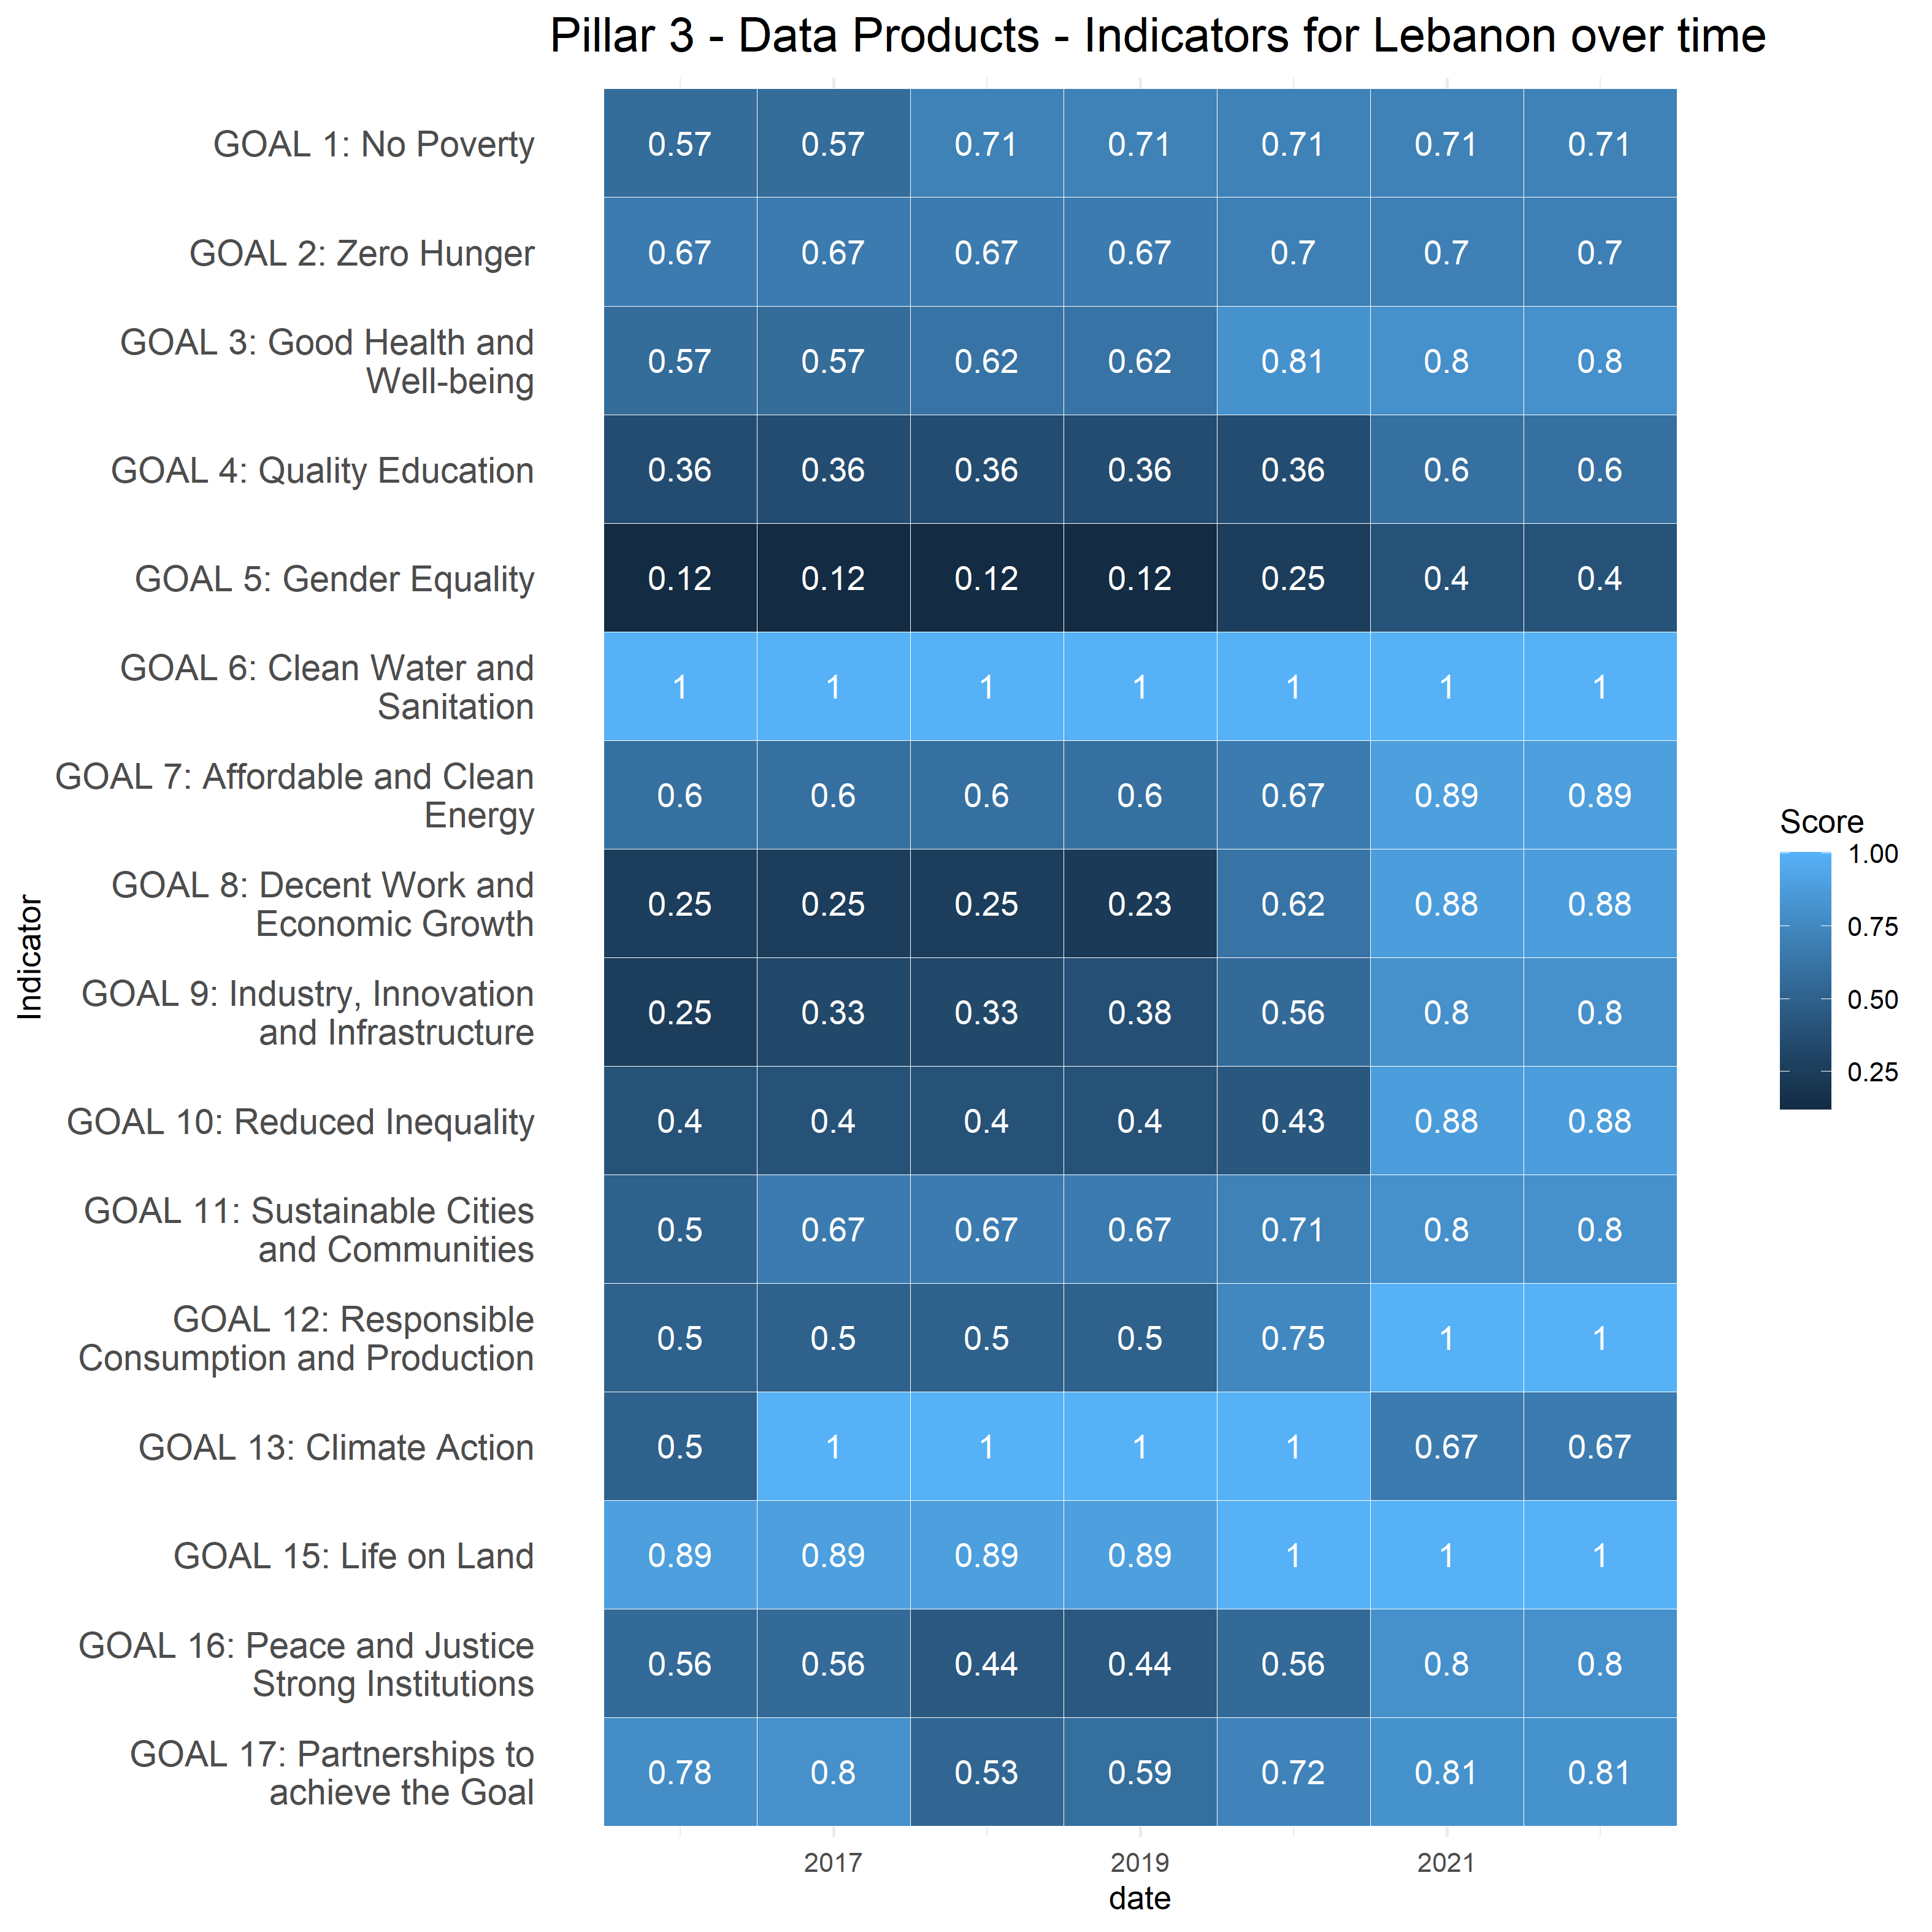 Pillar 3 - Data Products - Indicators for Lebanon over time
GOAL 1: No Poverty
0.57 0.57 0.71 0.71 0.71 0.71 0.71
GOAL 2: Zero Hunger
0.67 0.67 0.67 0.67 0.7 0.7 0.7
GOAL 3: Good Health and
Well-being
0.57 0.57 0.62 0.62 0.81 0.8 0.8
GOAL 4: Quality Education
0.36 0.36 0.36 0.36 0.36 0.6 0.6
GOAL 5: Gender Equality
0.12 0.12 0.12 0.12 0.25 0.4 0.4
GOAL 6: Clean Water and
Sanitation
1 1 1 1 1 1 1
GOAL 7: Affordable and Clean
Energy
0.6 0.6 0.6 0.6 0.67 0.89 0.89
GOAL 8: Decent Work and
Economic Growth
0.25 0.25 0.25 0.23 0.62 0.88 0.88
GOAL 9: Industry, Innovation
and Infrastructure
0.25 0.33 0.33 0.38 0.56 0.8 0.8
GOAL 10: Reduced Inequality
0.4 0.4 0.4 0.4 0.43 0.88 0.88
GOAL 11: Sustainable Cities
and Communities
0.5 0.67 0.67 0.67 0.71 0.8 0.8
GOAL 12: Responsible
Consumption and Production
0.5 0.5 0.5 0.5 0.75 1 1
GOAL 13: Climate Action
0.5 1 1 1 1 0.67 0.67
GOAL 15: Life on Land
0.89 0.89 0.89 0.89 1 1 1
GOAL 16: Peace and Justice
Strong Institutions
0.56 0.56 0.44 0.44 0.56 0.8 0.8
GOAL 17: Partnerships to
achieve the Goal
0.78 0.8 0.53 0.59 0.72 0.81 0.81
2017 2019 2021
date
Indicator
Score
1.00
0.75
0.50
0.25